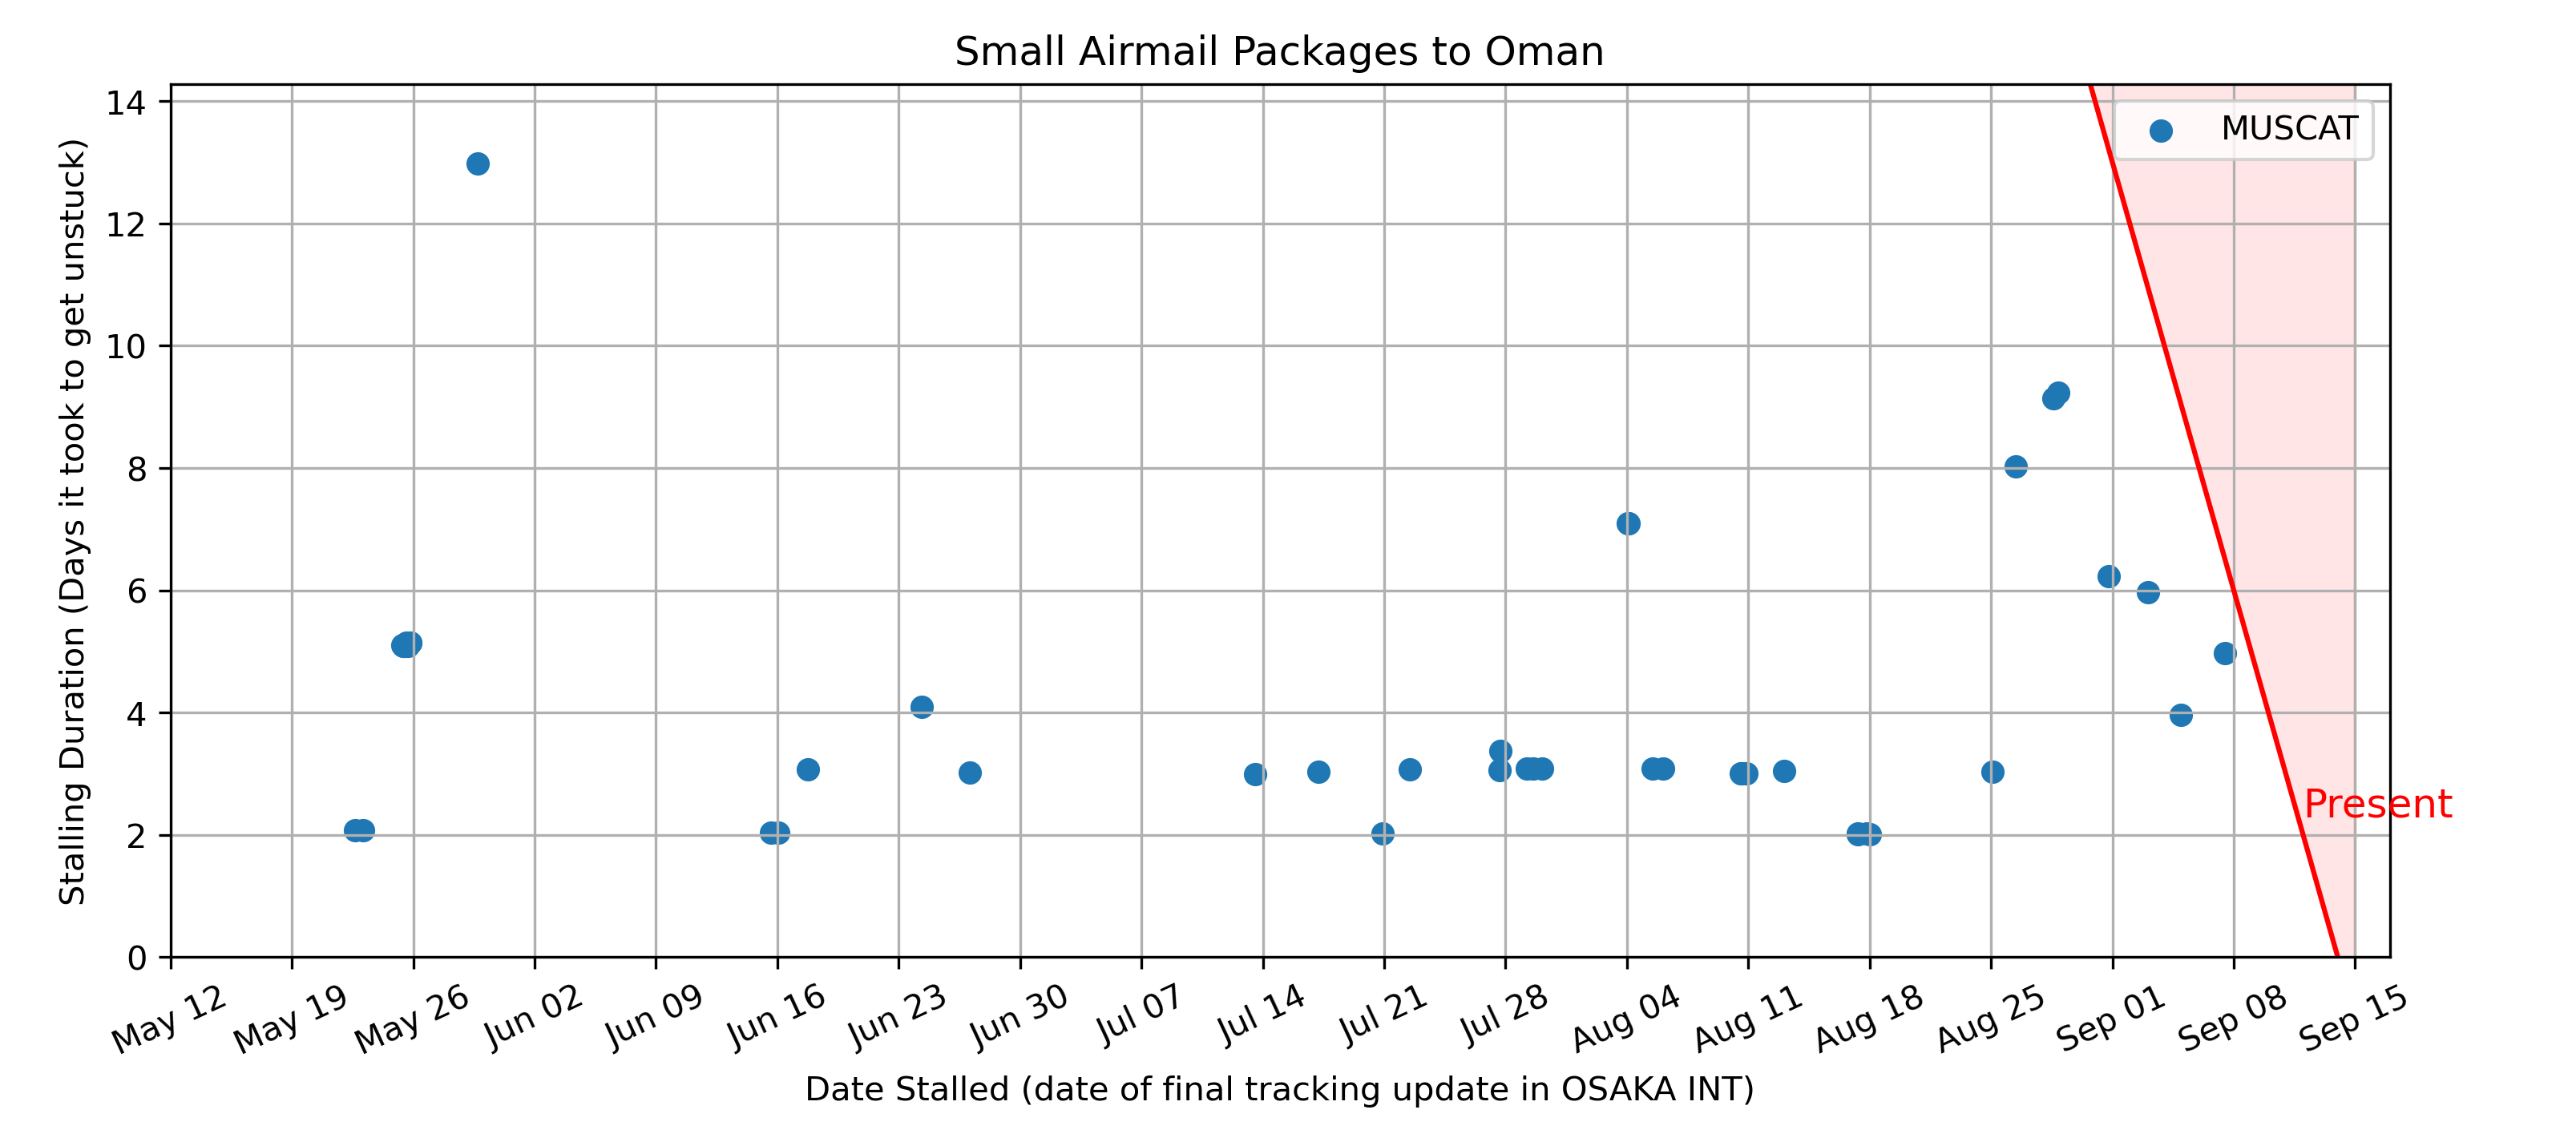 Small Airmail Packages to Oman
MUSCAT
14
12
10
8
6
4
2
0
Stalling Duration (Days it took to get unstuck)
Present
May 12
May 19
May 26
Jun 02
Jun 09
Jun 16
Jun 23
Jun 30
Jul 07
Jul 14
Jul 21
Jul 28
Aug 04
Aug 11
Aug 18
Aug 25
Sep 01
Sep 08
Sep 15
Date Stalled (date of final tracking update in OSAKA INT)